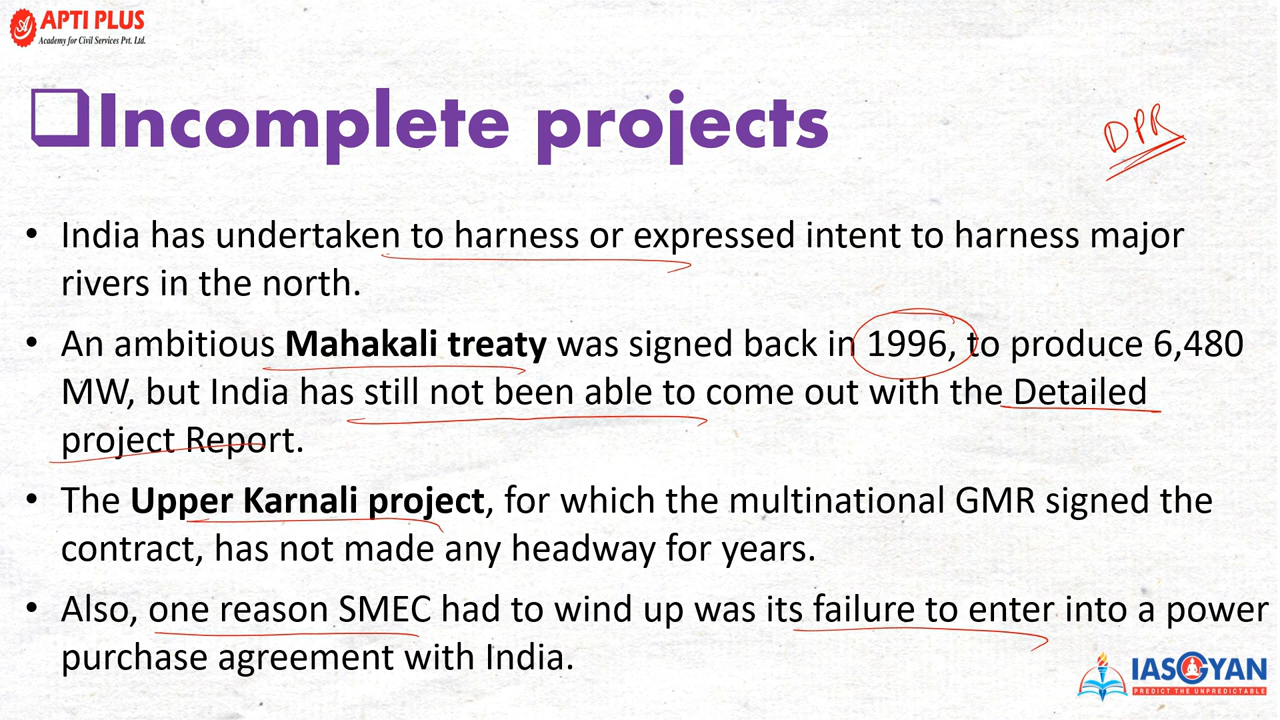 APTI PLUS
Academy for Civil Services Pvt. Ltd.
Incomplete projects
DPR
• India has undertaken to harness or expressed intent to harness major
rivers in the north.
• An ambitious Mahakali treaty was signed back in 1996, to produce 6,480
MW, but India has still not been able to come out with the Detailed
project Report.
• The Upper Karnali project, for which the multinational GMR signed the
contract, has not made any headway for years.
• Also, one reason SMEC had to wind up was its failure to enter into a power
purchase agreement with India.
IASGYAN
PREDICT THE UNPREDICTABLE